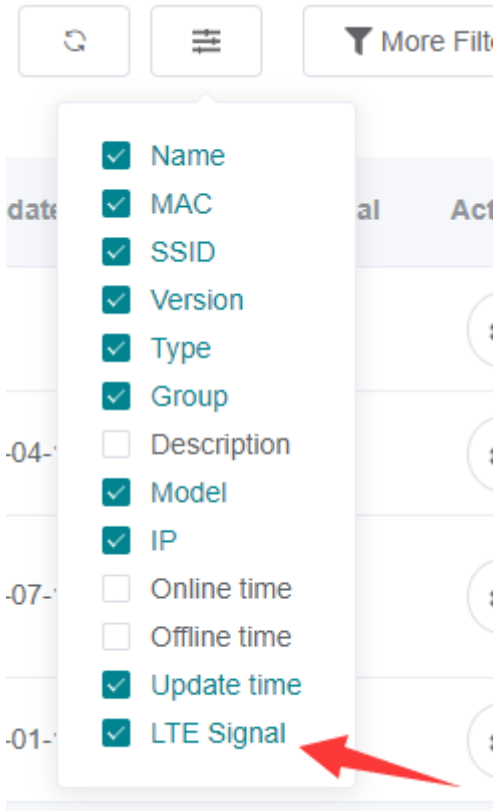 More Filt
Name
date
MAC
al
Act
SSID
Version
Type
Group
-04-
Description
Model
IP
-07-
Online time
Offline time
Update time
-01-
LTE Signal